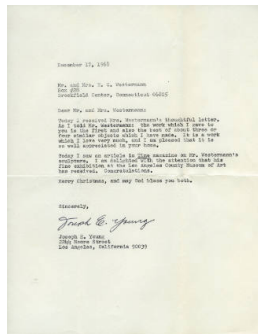 December 17, 1968
Mr. and Mrs. H. C. Westermann
Box
Brookfield Center, Connecticut 06805
Dear Mr. and Mrs. Westermann:
Today I received Mrs. Westermann's thoughtful letter.
As I told Mr. Westermann: the work which I gave to
you is the first and also the best of about three or
four similar objects which I have made. It is a work
which I love very much, and I am pleased that it is
so well appreciated in your home.
Today I saw an article in Time magazine on Mr. Westermann's
sculpture. I am delighted with the attention that his
fine exhibition at the Los Angeles County Museum of Art
has received. Congratulations.
Merry Christmas, and may God bless you both.
Sincerely,
Joseph E. Young
Joseph E. Young
Moore Street
Los Angeles, California 90039